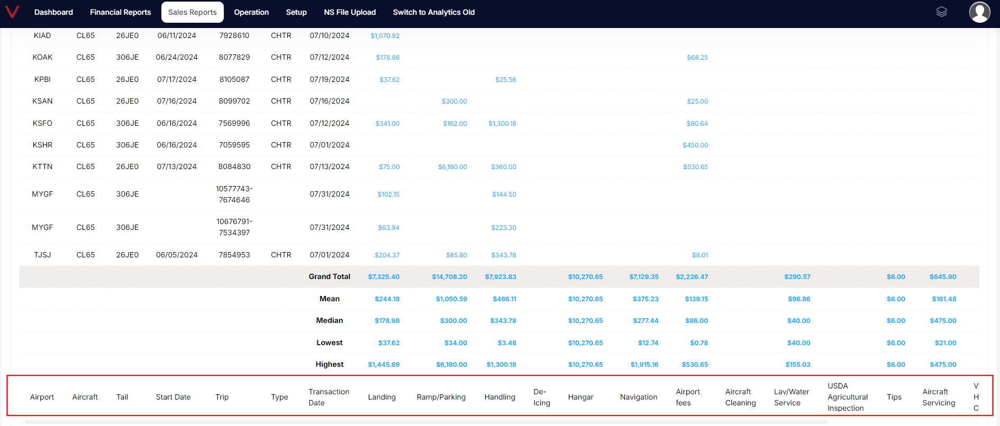 Dashboard Financial Reports Sales Reports Operation Setup NS File Upload Switch to Analytics Old
KIAD CL65 26JE0 06/11/2024 7928610 CHTR 07/10/2024 $1,070.92
KOAK CL65 306JE 06/24/2024 8077829 CHTR 07/12/2024 $178.98 $68.25
KPBI CL65 26JE0 07/17/2024 8105087 CHTR 07/19/2024 $37.62 $25.56
KSAN CL65 26JE0 07/16/2024 8099702 CHTR 07/16/2024 $300.00 $25.00
KSFO CL65 306JE 06/16/2024 7569996 CHTR 07/12/2024 $341.00 $162.00 $1,300.18 $80.64
KSHR CL65 306JE 06/16/2024 7059595 CHTR 07/01/2024 $450.00
KTTN CL65 26JE0 07/13/2024 8084830 CHTR 07/13/2024 $75.00 $6,180.00 $360.00 $530.65
MYGF CL65 306JE 10577743-
7674646 07/31/2024 $102.15 $144.50
MYGF CL65 306JE 10676791-
7534397 07/31/2024 $63.94 $223.30
TJSJ CL65 26JE0 06/05/2024 7854953 CHTR 07/01/2024 $204.37 $85.80 $343.78 $8.01
Grand Total $7,325.40 $14,708.20 $7,923.83 $10,270.65 $7,129.35 $2,226.47 $290.57 $6.00 $645.90
Mean $244.18 $1,050.59 $466.11 $10,270.65 $375.23 $139.15 $96.86 $6.00 $161.48
Median $178.98 $300.00 $343.78 $10,270.65 $277.44 $86.00 $40.00 $6.00 $475.00
Lowest $37.62 $34.00 $3.48 $10,270.65 $12.74 $0.78 $40.00 $6.00 $21.00
Highest $1,445.89 $6,180.00 $1,300.18 $10,270.65 $1,915.16 $530.65 $155.03 $6.00 $475.00
Airport
Aircraft
Tail
Start Date
Trip
Type
Transaction
Date
Landing
Ramp/Parking
Handling
De-
Icing
Hangar
Navigation
Airport
fees
Aircraft
Cleaning
Lav/Water
Service
USDA
Agricultural
Inspection
Tips
Aircraft
Servicing